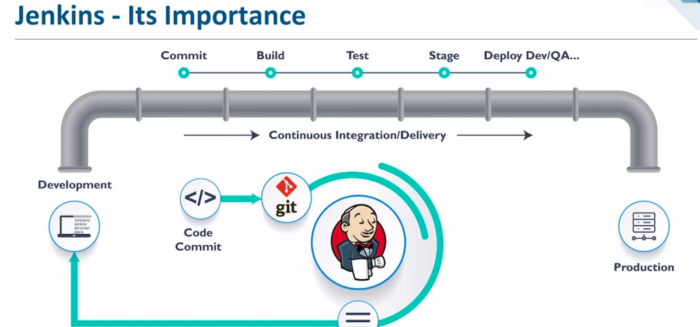 Jenkins - Its Importance
Commit
Build
Test
Stage
Deploy Dev/QA...
Continuous Integration/Delivery
Development
</>
git
Code
Commit
Production